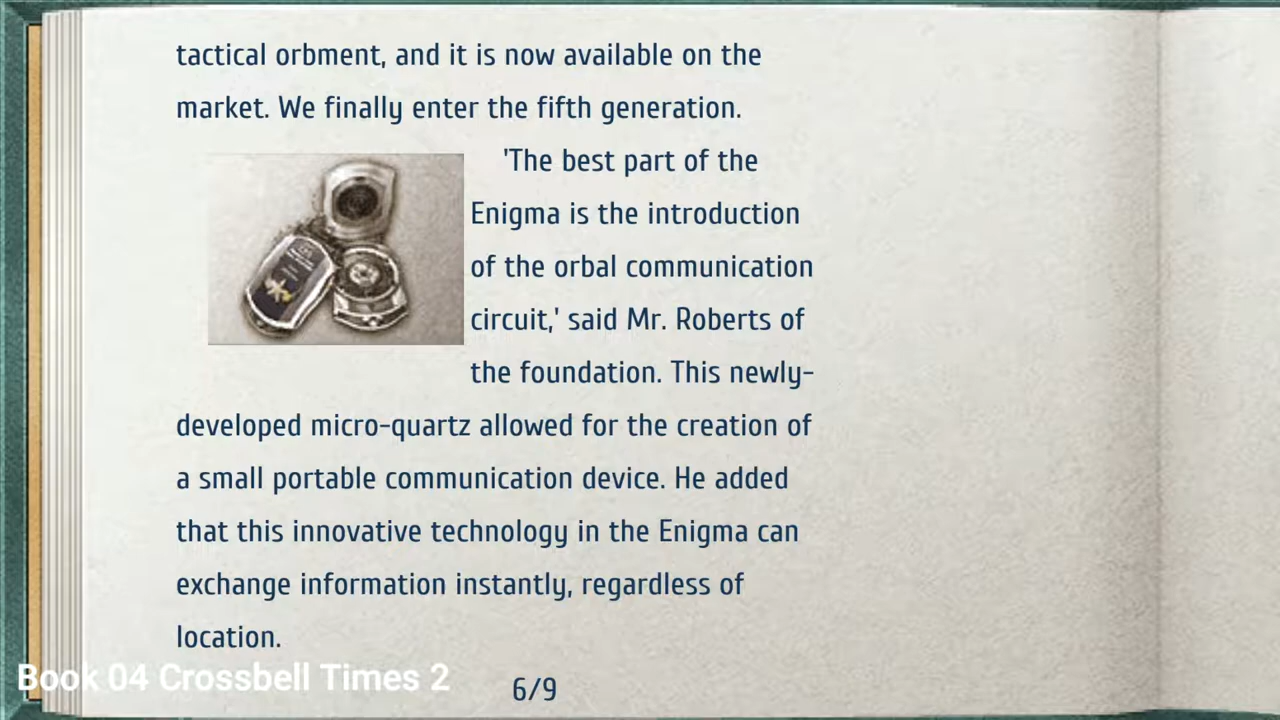 tactical orbment, and it is now available on the
market. We finally enter the fifth generation.
'The best part of the
Enigma is the introduction
of the orbal communication
circuit,' said Mr. Roberts of
the foundation. This newly-
developed micro-quartz allowed for the creation of
a small portable communication device. He added
that this innovative technology in the Enigma can
exchange information instantly, regardless of
location.
Book 04 Crossbell Times 2
6/9